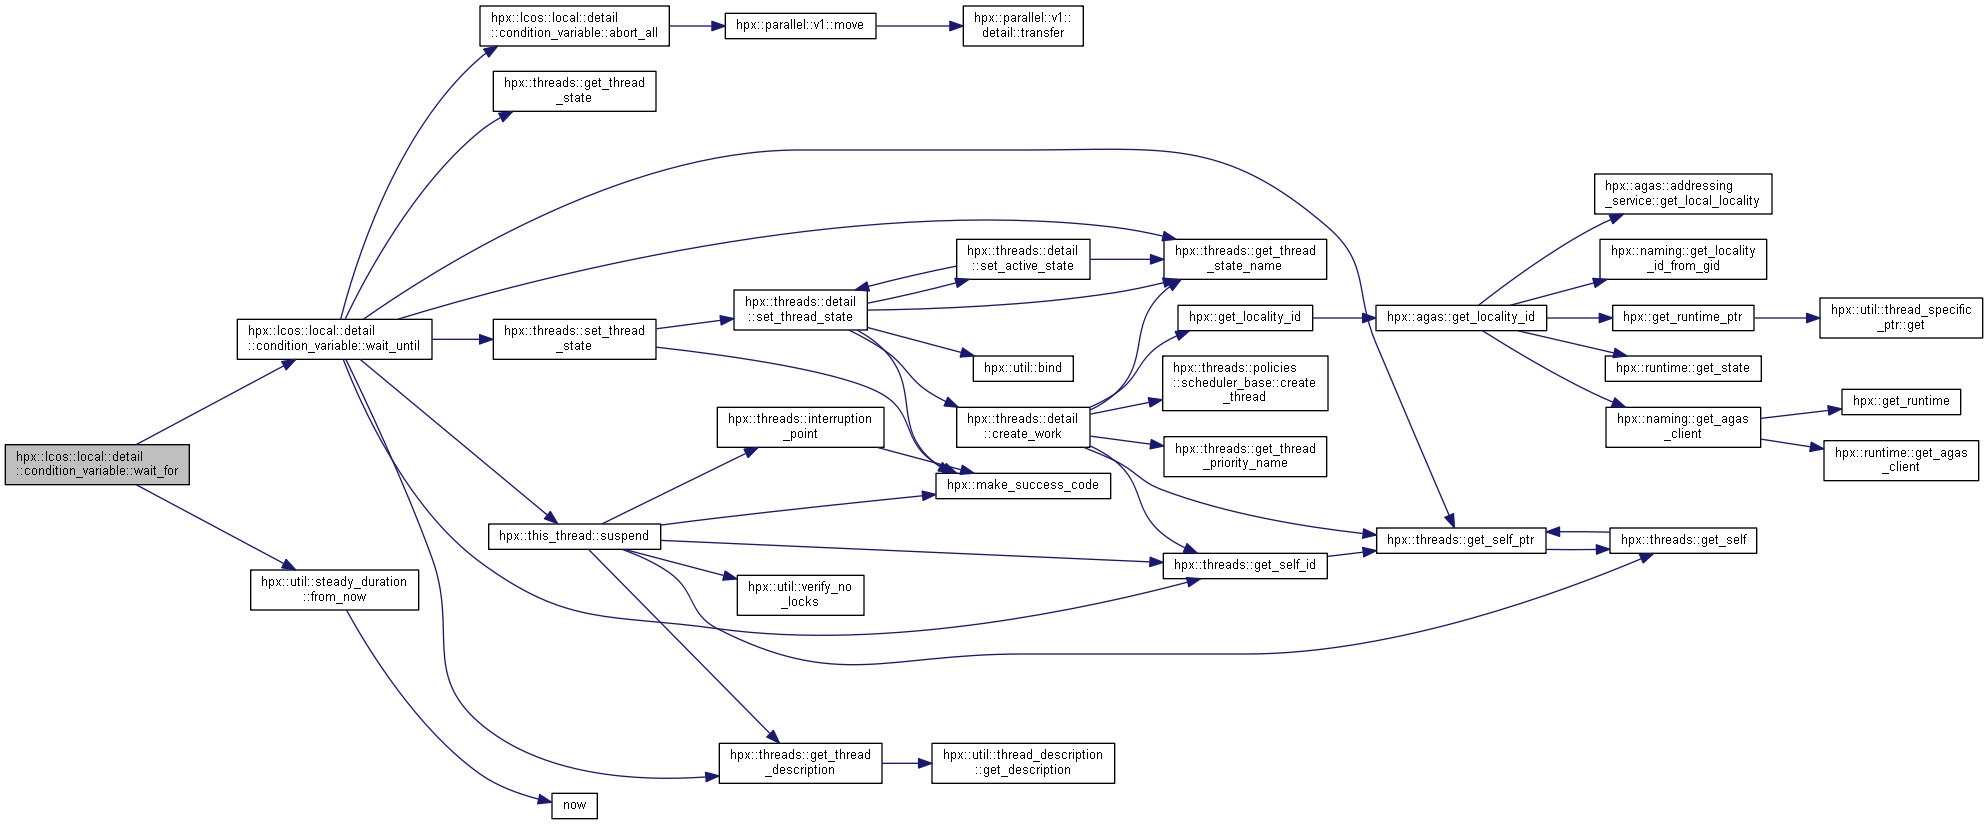 hpx::lcos::local::detail
::condition_variable::wait_for
hpx::lcos::local::detail
::condition_variable::wait_until
hpx::util::steady_duration
::from_now
hpx::lcos::local::detail
::condition_variable::abort_all
hpx::threads::get_thread
_state
hpx::threads::set_thread
_state
hpx::this_thread::suspend
now
hpx::parallel::v1::move
hpx::threads::detail
::set_thread_state
hpx::threads::interruption
_point
hpx::util::verify_no
_locks
hpx::threads::get_thread
_description
hpx::parallel::v1::
detail::transfer
hpx::threads::detail
::set_active_state
hpx::util::bind
hpx::threads::detail
::create_work
hpx::make_success_code
hpx::util::thread_description
::get_description
hpx::threads::get_thread
_state_name
hpx::get_locality_id
hpx::threads::policies
::scheduler_base::create
_thread
hpx::threads::get_thread
_priority_name
hpx::threads::get_self_id
hpx::agas::get_locality_id
hpx::threads::get_self_ptr
hpx::agas::addressing
_service::get_local_locality
hpx::naming::get_locality
_id_from_gid
hpx::get_runtime_ptr
hpx::runtime::get_state
hpx::naming::get_agas
_client
hpx::threads::get_self
hpx::util::thread_specific
_ptr::get
hpx::get_runtime
hpx::runtime::get_agas
_client